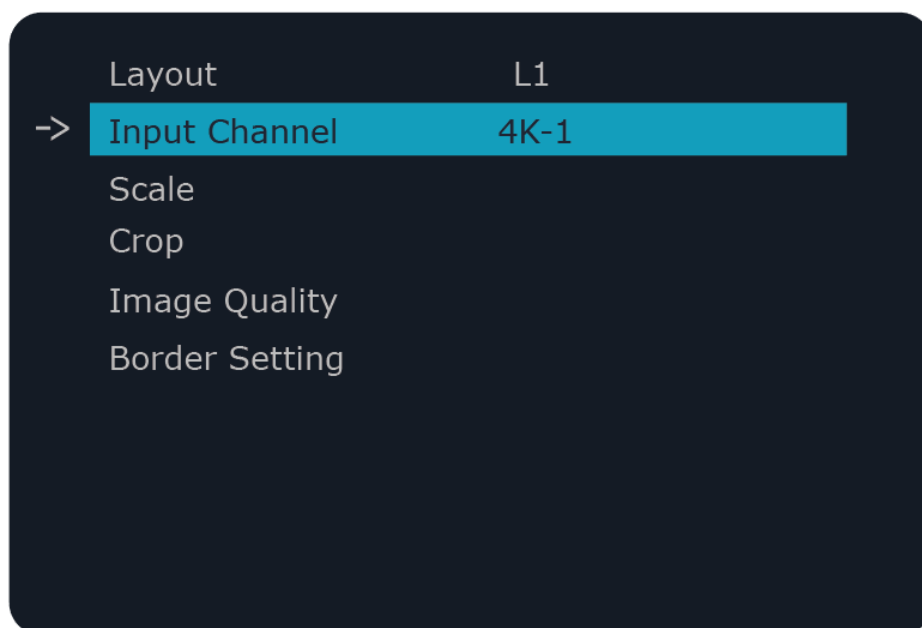 Layout L1
-> Input Channel 4K-1
Scale
Crop
Image Quality
Border Setting